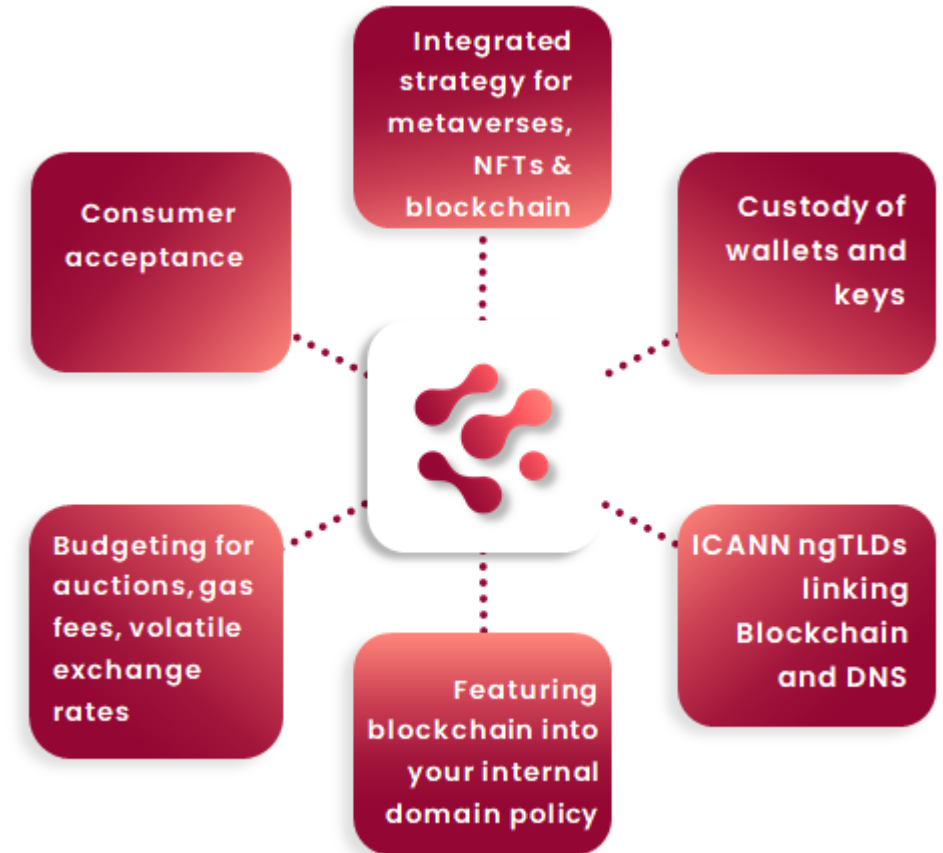 Integrated
strategy for
metaverses,
NFTs &
blockchain
Consumer
acceptance
Custody of
wallets and
keys
Budgeting for
auctions, gas
fees, volatile
exchange
rates
ICANN ngTLDs
linking
Blockchain
and DNS
Featuring
blockchain into
your internal
domain policy